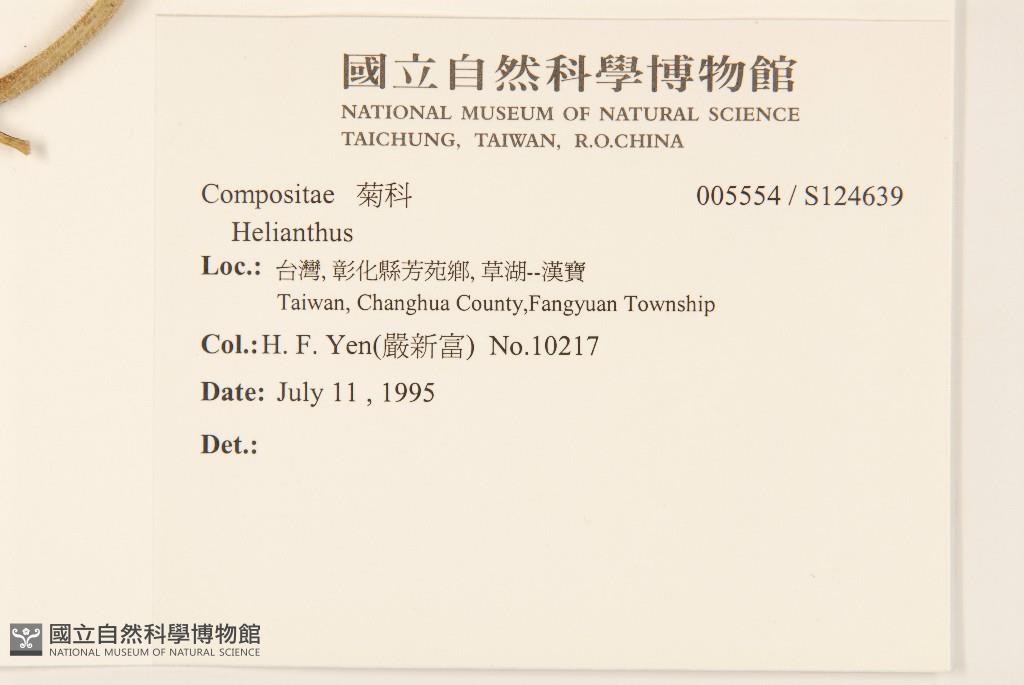 國立自然科學博物館
NATIONAL MUSEUM OF NATURAL SCIENCE
TAICHUNG, TAIWAN, R.O.CHINA
Compositae 菊科 005554 / S124639
Helianthus
Loc.: 台灣, 彰化縣芳苑鄉, 草湖--漢寶
Taiwan, Changhua County,Fangyuan Township
Col.:H. F. Yen(嚴新富) No.10217
Date: July 11 , 1995
Det.:
國立自然科學博物館
NATIONAL MUSEUM OF NATURAL SCIENCE